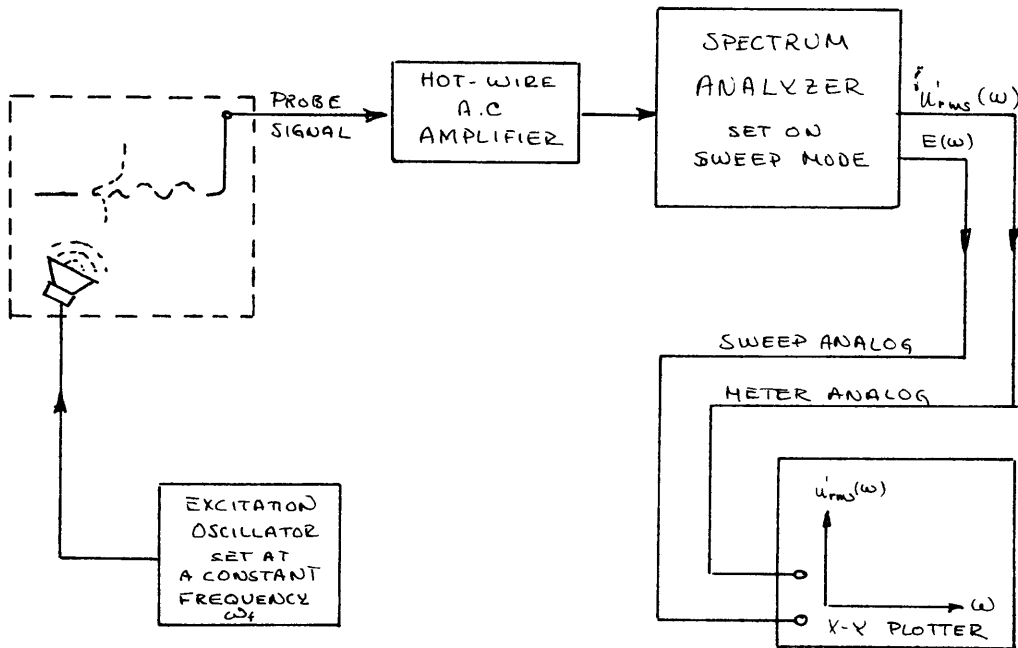 PROBE
SIGNAL
HOT-WIRE
A.C
AMPLIFIER
SPECTRUM
ANALYZER
SET ON
SWEEP MODE
u'rms(ω)
E(ω)
SWEEP ANALOG
METER ANALOG
EXCITATION
OSCILLATOR
SET AT
A CONSTANT
FREQUENCY
ωf
u'rms(ω)
ω
X-Y PLOTTER